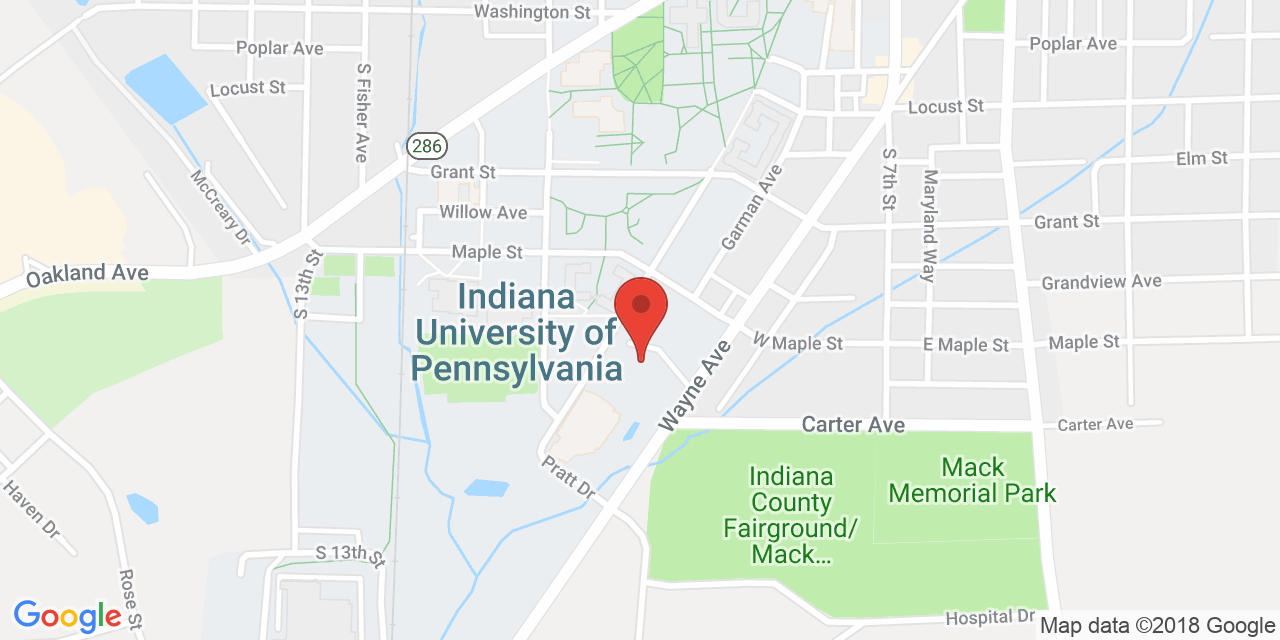 Washington St
Poplar Ave
Poplar Ave
Locust St
S Fisher Ave
Locust St
286
Grant St
S 7th St
Elm St
McCreary Dr
Maryland Way
Garman Ave
Willow Ave
Grant St
Maple St
Oakland Ave
S 13th St
Grandview Ave
Indiana
University of
Pennsylvania
W Maple St
E Maple St
Maple St
Wayne Ave
Carter Ave
Carter Ave
Pratt Dr
Indiana
County
Fairground/
Mack...
Mack
Memorial Park
Haven Dr
S 13th St
Rose St
Hospital Dr
Google
Map data ©2018 Google